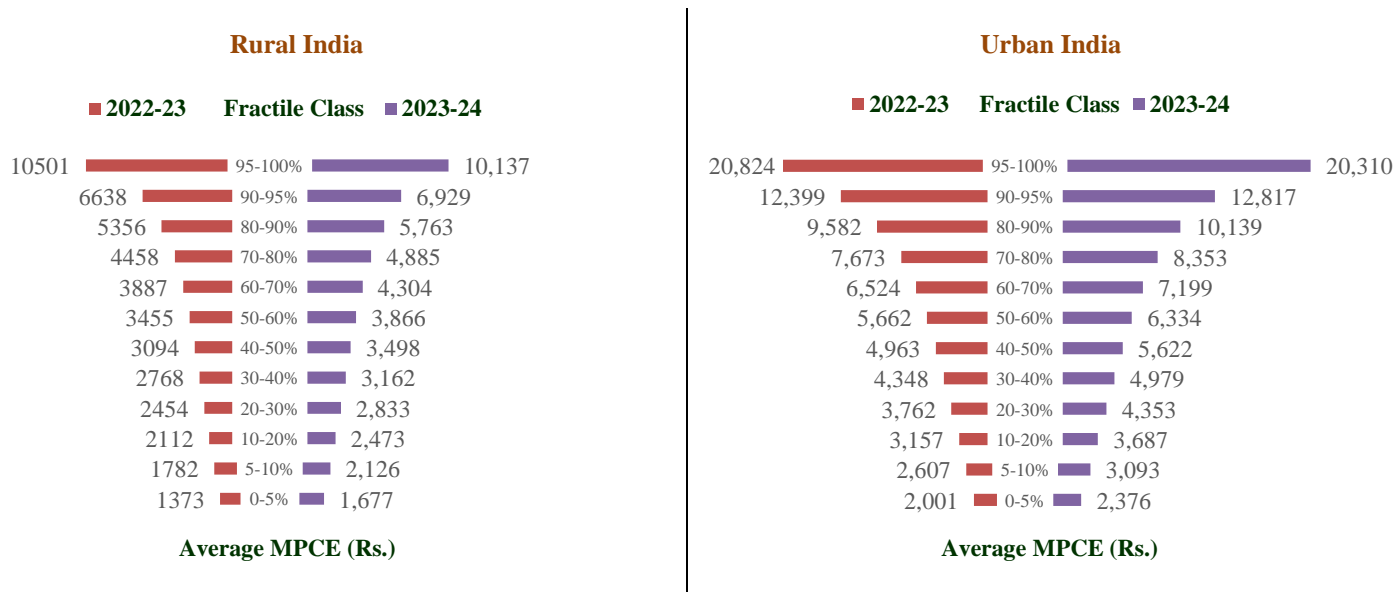 Rural India
2022-23 Fractile Class 2023-24
10501 95-100% 10,137
6638 90-95% 6,929
5356 80-90% 5,763
4458 70-80% 4,885
3887 60-70% 4,304
3455 50-60% 3,866
3094 40-50% 3,498
2768 30-40% 3,162
2454 20-30% 2,833
2112 10-20% 2,473
1782 5-10% 2,126
1373 0-5% 1,677
Average MPCE (Rs.)
Urban India
2022-23 Fractile Class 2023-24
20,824 95-100% 20,310
12,399 90-95% 12,817
9,582 80-90% 10,139
7,673 70-80% 8,353
6,524 60-70% 7,199
5,662 50-60% 6,334
4,963 40-50% 5,622
4,348 30-40% 4,979
3,762 20-30% 4,353
3,157 10-20% 3,687
2,607 5-10% 3,093
2,001 0-5% 2,376
Average MPCE (Rs.)